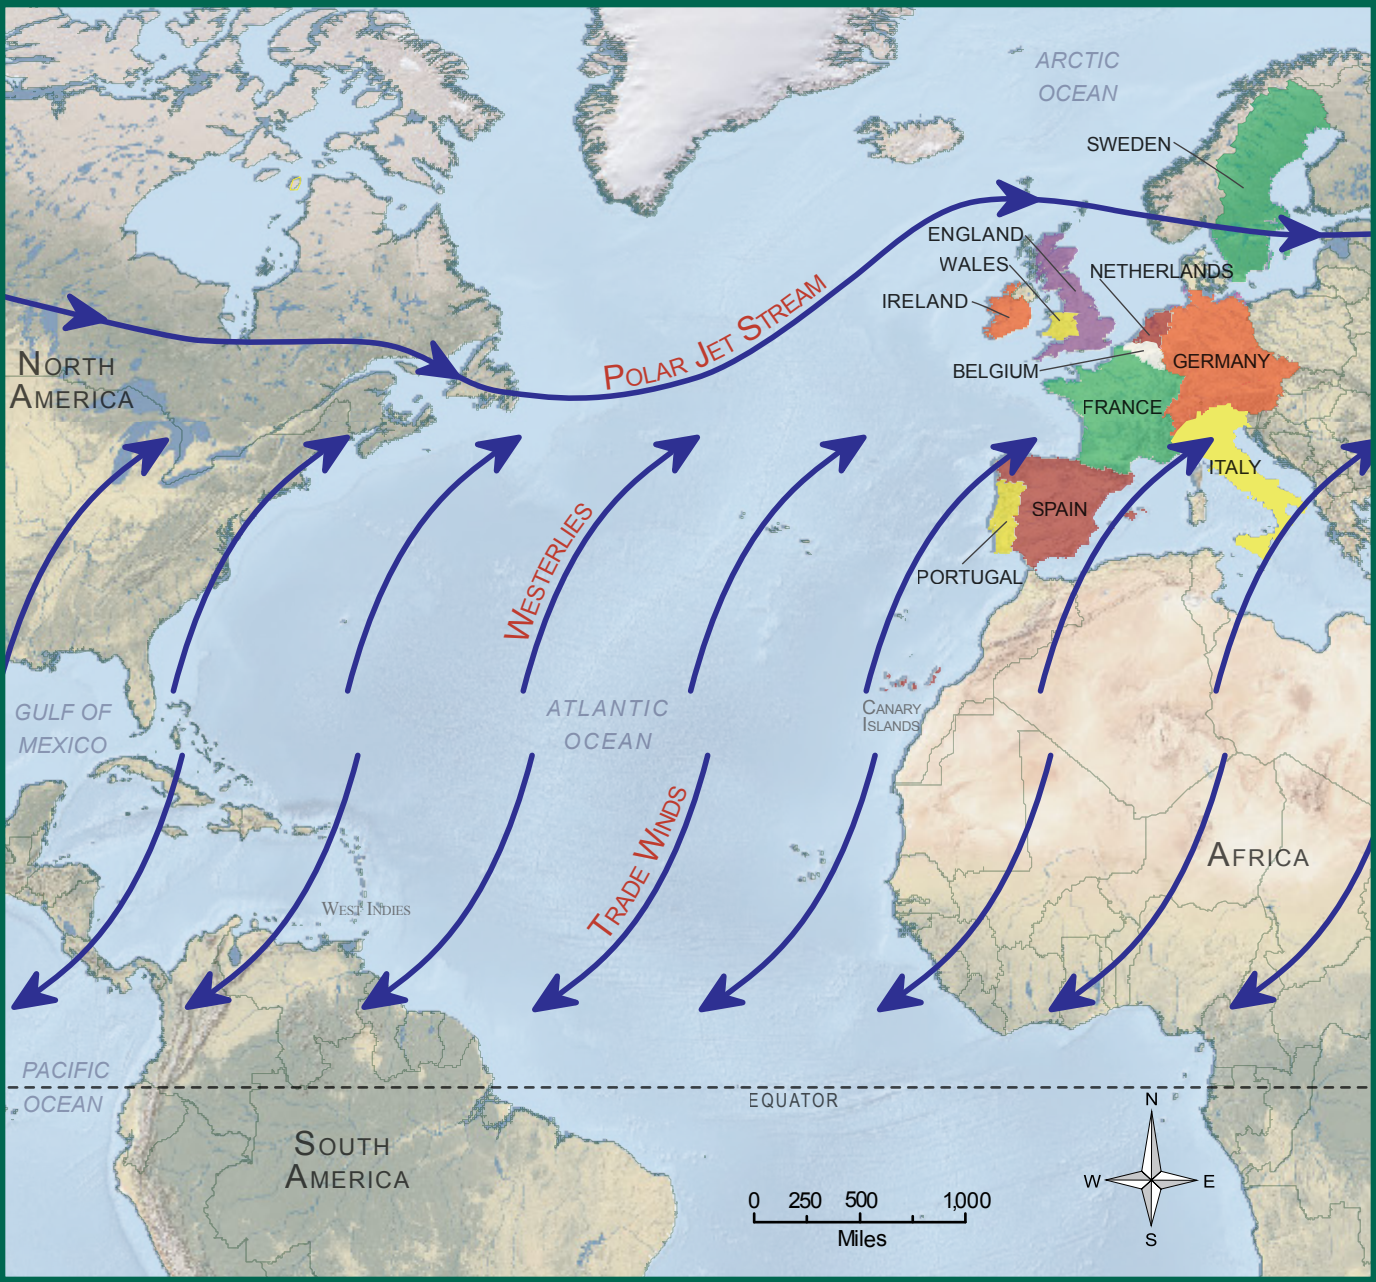 ARCTIC
OCEAN
SWEDEN
ENGLAND
WALES
NETHERLANDS
IRELAND
POLAR JET STREAM
NORTH
AMERICA
BELGIUM
GERMANY
FRANCE
ITALY
SPAIN
WESTERLIES
PORTUGAL
GULF OF
MEXICO
ATLANTIC
OCEAN
CANARY
ISLANDS
TRADE WINDS
AFRICA
WEST INDIES
PACIFIC
OCEAN
EQUATOR
SOUTH
AMERICA
N
W E
S
0 250 500 1,000
Miles